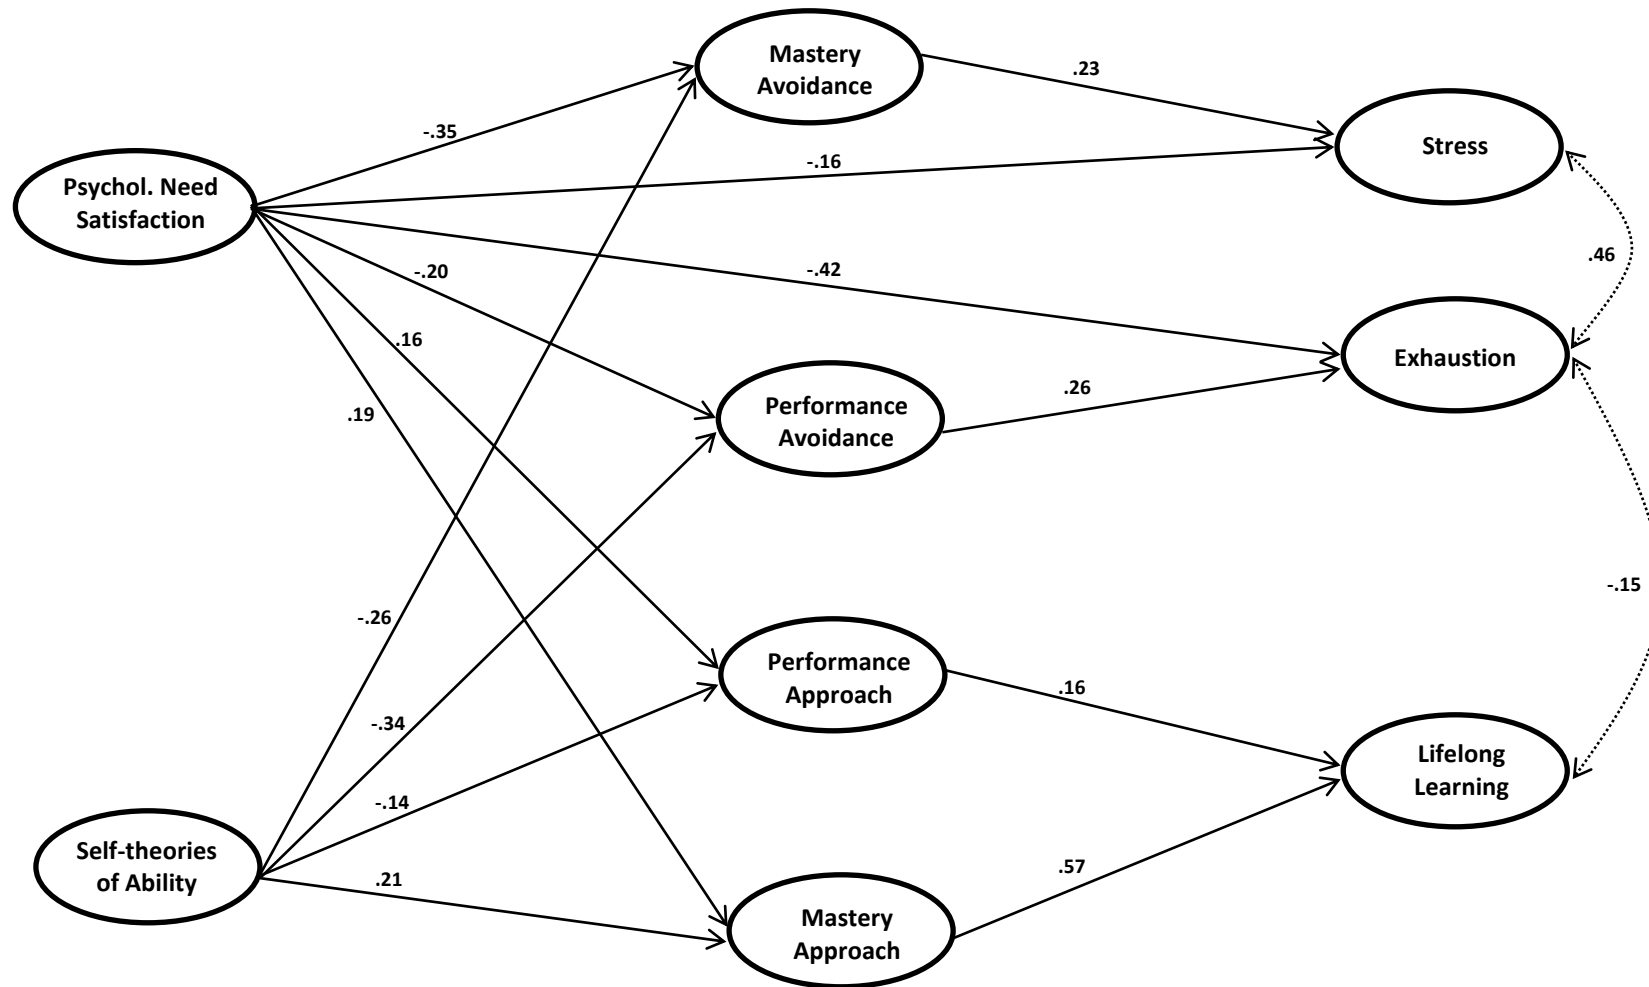 Mastery
Avoidance
.23
Stress
-.35
-.16
Psychol. Need
Satisfaction
.46
-.20
-.42
.16
Exhaustion
.26
Performance
Avoidance
.19
-.15
-.26
Performance
Approach
.16
-.34
Lifelong
Learning
-.14
Self-theories
of Ability
.21
.57
Mastery
Approach